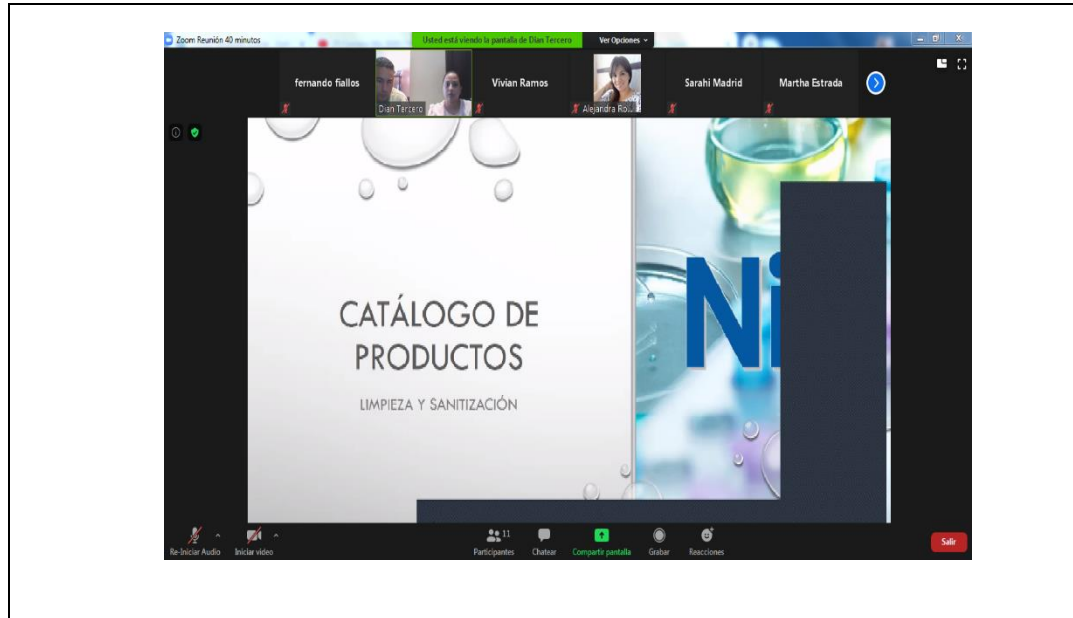 Zoom Reunión 40 minutos
Usted está viendo la pantalla de Dian Tercero
Ver Opciones
fernando fiallos
Dian Tercero
Vivian Ramos
Alejandra Ro...
Sarahi Madrid
Martha Estrada
CATÁLOGO DE
PRODUCTOS
LIMPIEZA Y SANITIZACIÓN
Ni
Re-Iniciar Audio
Iniciar video
11
Participantes
Chatear
Compartir pantalla
Grabar
Reacciones
Salir